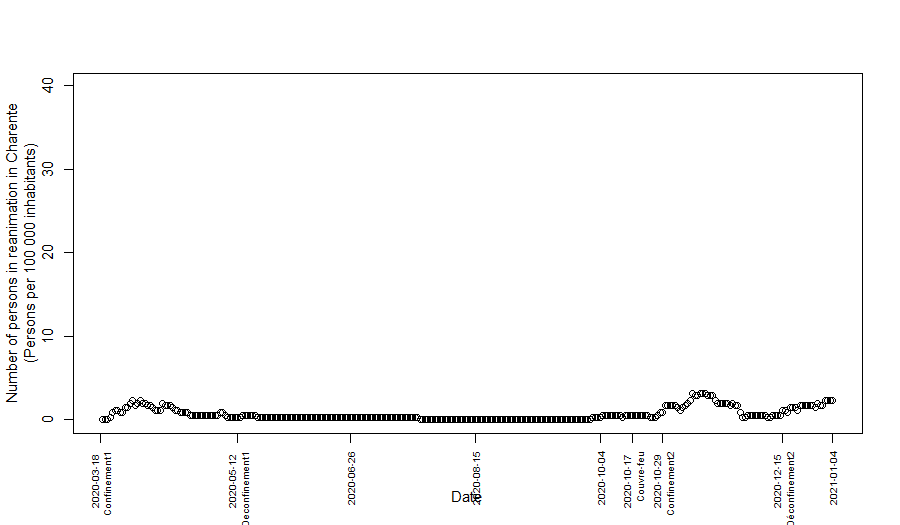 Number of persons in reanimation in Charente
(Persons per 100 000 inhabitants)
40
30
20
10
0
2020-03-18
Confinement1
2020-05-12
Deconfinement1
2020-06-26
2020-08-15
2020-10-04
2020-10-17
Couvre-feu
2020-10-29
Confinement2
2020-12-15
Déconfinement2
2021-01-04
Date